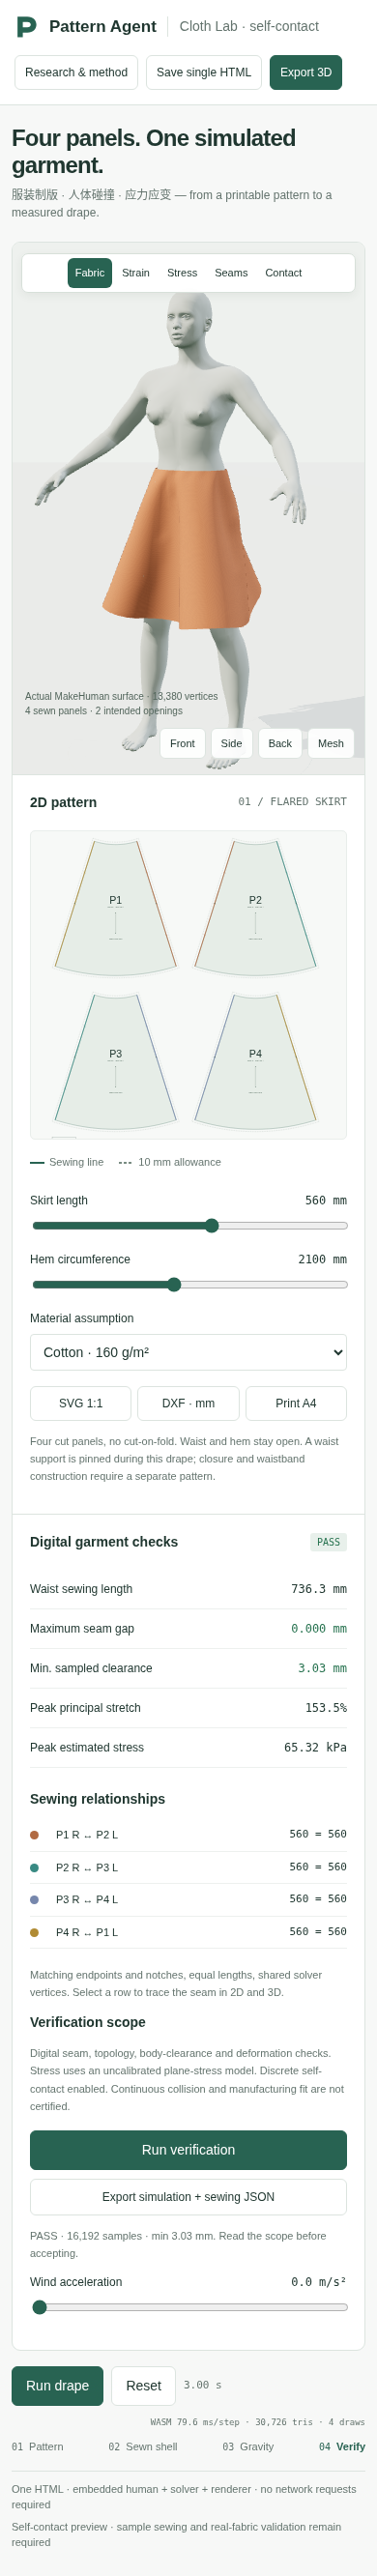 Pattern Agent
Cloth Lab · self-contact
Research & method
Save single HTML
Export 3D
Four panels. One simulated
garment.
服装制版 · 人体碰撞 · 应力应变 — from a printable pattern to a
measured drape.
Fabric
Strain
Stress
Seams
Contact
Actual MakeHuman surface · 13,380 vertices
4 sewn panels · 2 intended openings
Front
Side
Back
Mesh
2D pattern
01 / FLARED SKIRT
P1
P2
P3
P4
Sewing line
10 mm allowance
Skirt length
560 mm
Hem circumference
2100 mm
Material assumption
Cotton · 160 g/m²
SVG 1:1
DXF · mm
Print A4
Four cut panels, no cut-on-fold. Waist and hem stay open. A waist
support is pinned during this drape; closure and waistband
construction require a separate pattern.
Digital garment checks
PASS
Waist sewing length
736.3 mm
Maximum seam gap
0.000 mm
Min. sampled clearance
3.03 mm
Peak principal stretch
153.5%
Peak estimated stress
65.32 kPa
Sewing relationships
P1 R ↔ P2 L
560 = 560
P2 R ↔ P3 L
560 = 560
P3 R ↔ P4 L
560 = 560
P4 R ↔ P1 L
560 = 560
Matching endpoints and notches, equal lengths, shared solver
vertices. Select a row to trace the seam in 2D and 3D.
Verification scope
Digital seam, topology, body-clearance and deformation checks.
Stress uses an uncalibrated plane-stress model. Discrete self-
contact enabled. Continuous collision and manufacturing fit are not
certified.
Run verification
Export simulation + sewing JSON
PASS · 16,192 samples · min 3.03 mm. Read the scope before
accepting.
Wind acceleration
0.0 m/s²
Run drape
Reset
3.00 s
WASM 79.6 ms/step · 30,726 tris · 4 draws
01 Pattern
02 Sewn shell
03 Gravity
04 Verify
One HTML · embedded human + solver + renderer · no network requests
required
Self-contact preview · sample sewing and real-fabric validation remain
required